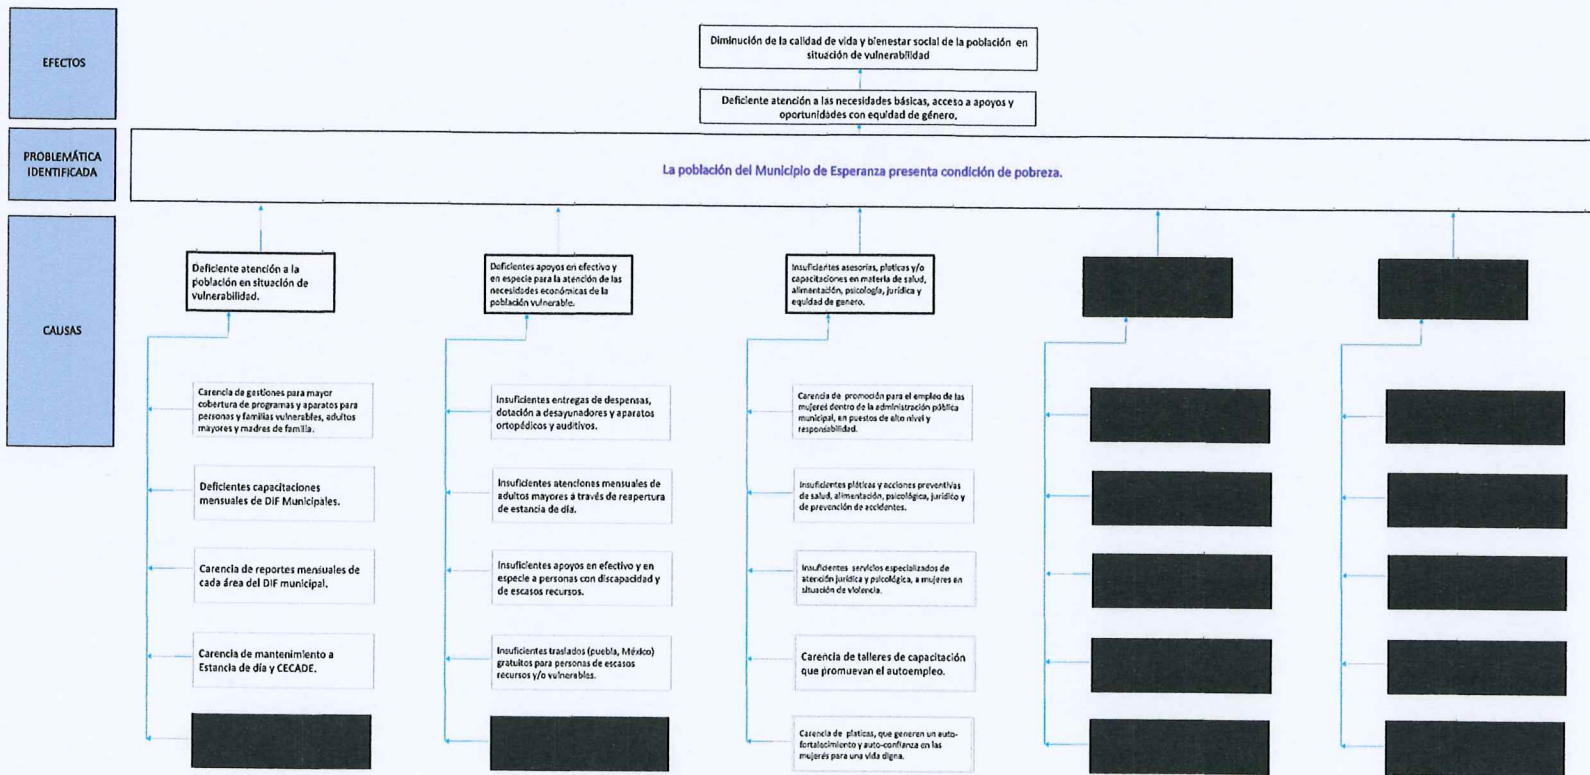 EFECTOS
Diminución de la calidad de vida y bienestar social de la población en
situación de vulnerabilidad
Deficiente atención a las necesidades básicas, acceso a apoyos y
oportunidades con equidad de género.
PROBLEMÁTICA
IDENTIFICADA
La población del Municipio de Esperanza presenta condición de pobreza.
CAUSAS
Deficiente atención a la
población en situación de
vulnerabilidad.
Carencia de gestiones para mayor
cobertura de programas y aparatos para
personas y familias vulnerables, adultos
mayores y madres de familia.
Deficientes capacitaciones
mensuales de DIF Municipales.
Carencia de reportes mensuales de
cada área del DIF municipal.
Carencia de mantenimiento a
Estancia de día y CECADE.
Deficientes apoyos en efectivo y
en especie para la atención de las
necesidades económicas de la
población vulnerable.
Insuficientes entregas de despensas,
dotación a desayunadores y aparatos
ortopédicos y auditivos.
Insuficientes atenciones mensuales de
adultos mayores a través de reapertura
de estancia de día.
Insuficientes apoyos en efectivo y en
especie a personas con discapacidad y
de escasos recursos.
Insuficientes traslados (puebla, México)
gratuitos para personas de escasos
recursos y/o vulnerables.
Insuficientes asesorías, platicas y/o
capacitaciones en materia de salud,
alimentación, psicología, jurídica y
equidad de genero.
Carencia de promoción para el empleo de las
mujeres dentro de la administración pública
municipal, en puestos de alto nivel y
responsabilidad.
Insuficientes pláticas y acciones preventivas
de salud, alimentación, psicológica, jurídico y
de prevención de accidentes.
Insuficientes servicios especializados de
atención jurídica y psicológica, a mujeres en
situación de violencia.
Carencia de talleres de capacitación
que promuevan el autoempleo.
Carencia de platicas, que generen un auto-
fortalecimiento y auto-confianza en las
mujeres para una vida digna.